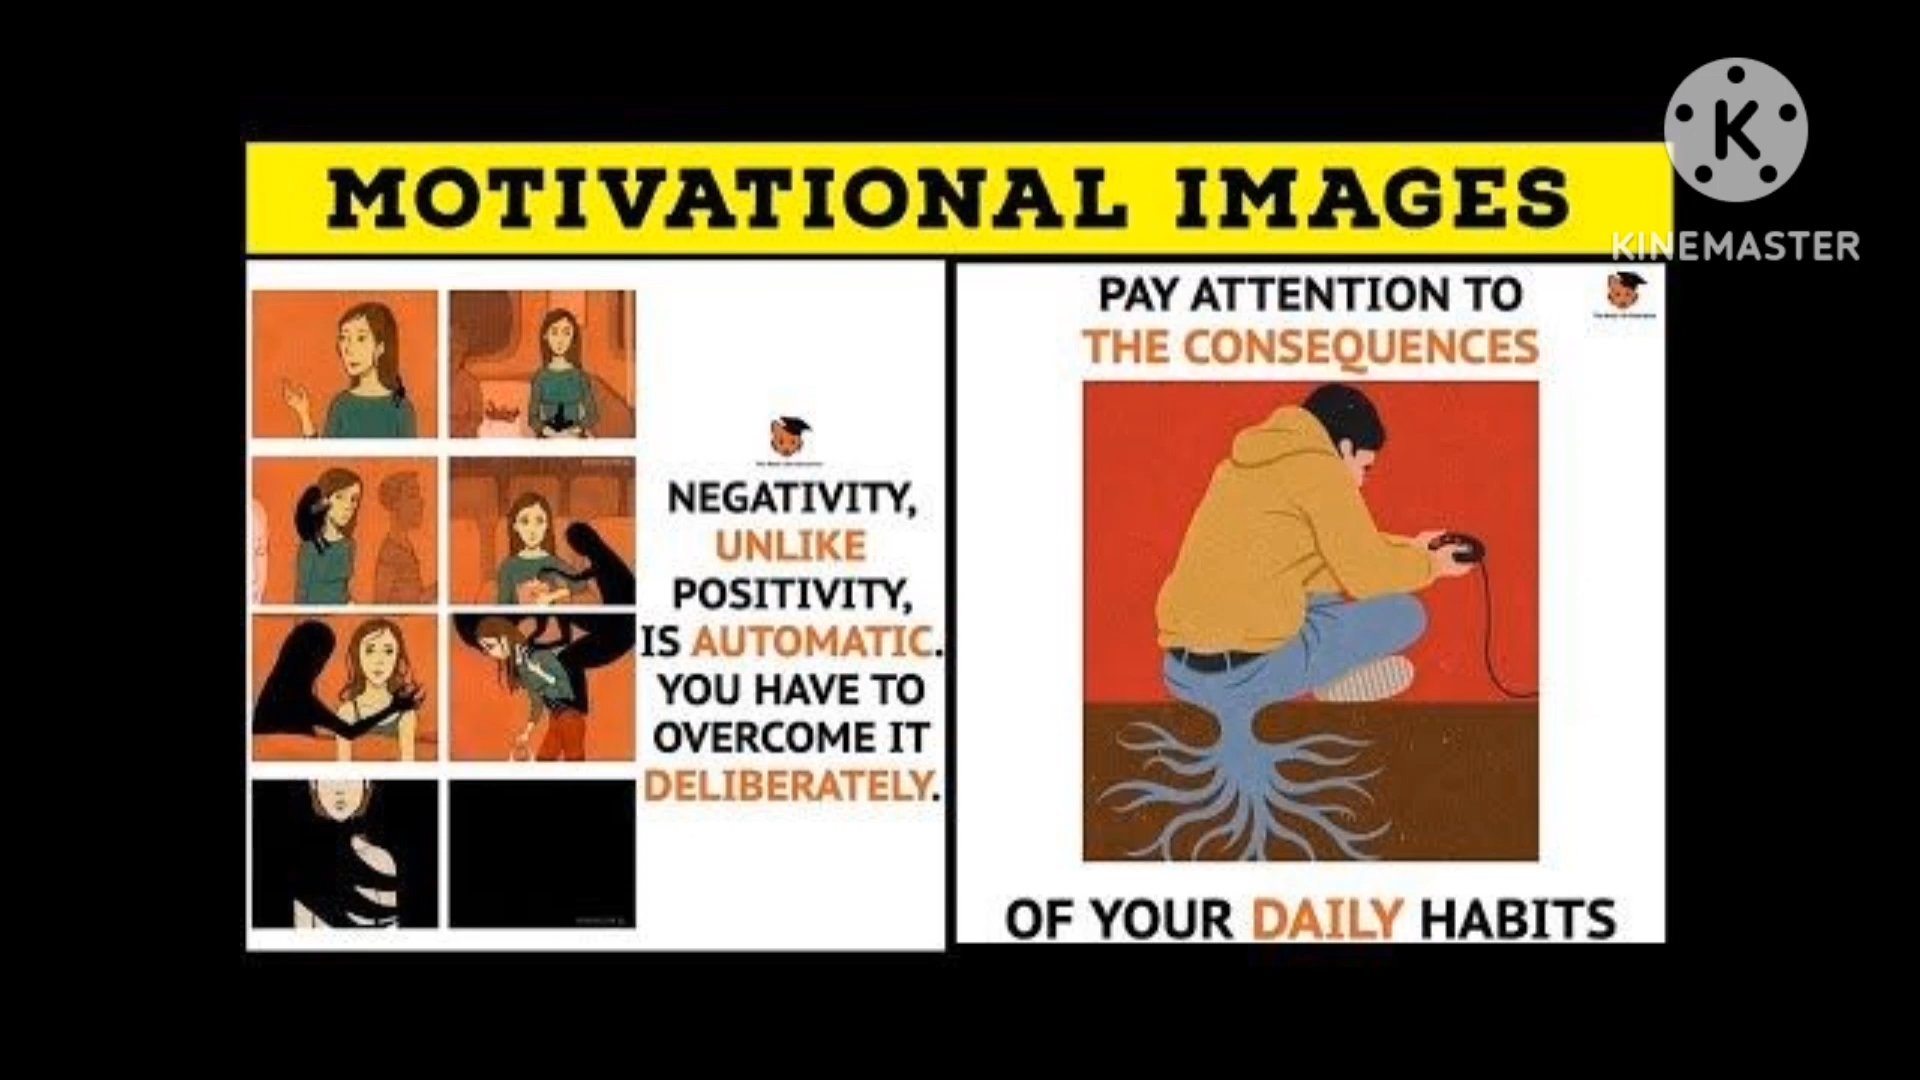 MOTIVATIONAL IMAGES
K
KINEMASTER
NEGATIVITY,
UNLIKE
POSITIVITY,
IS AUTOMATIC.
YOU HAVE TO
OVERCOME IT
DELIBERATELY.
PAY ATTENTION TO
THE CONSEQUENCES
OF YOUR DAILY HABITS